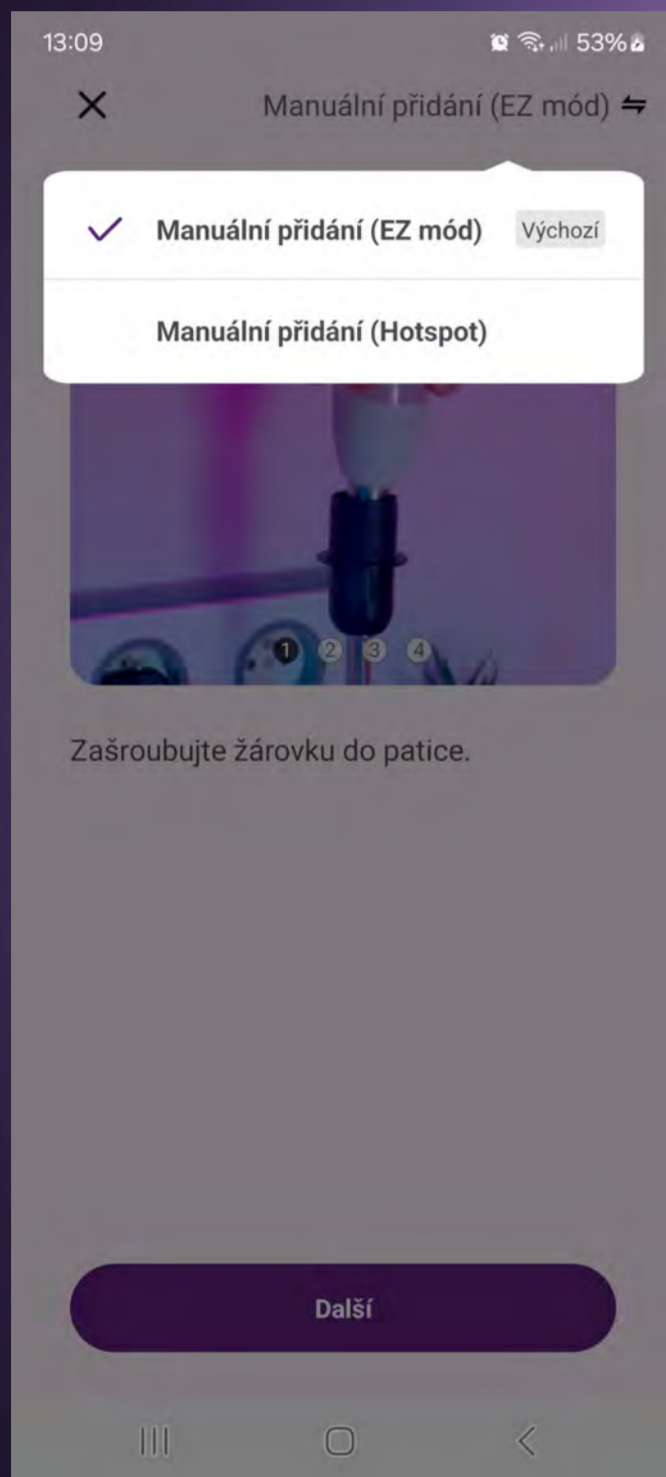 13:09 53%
Manuální přidání (EZ mód)
Manuální přidání (EZ mód) Výchozí
Manuální přidání (Hotspot)
1 2 3 4
Zašroubujte žárovku do patice.
Další